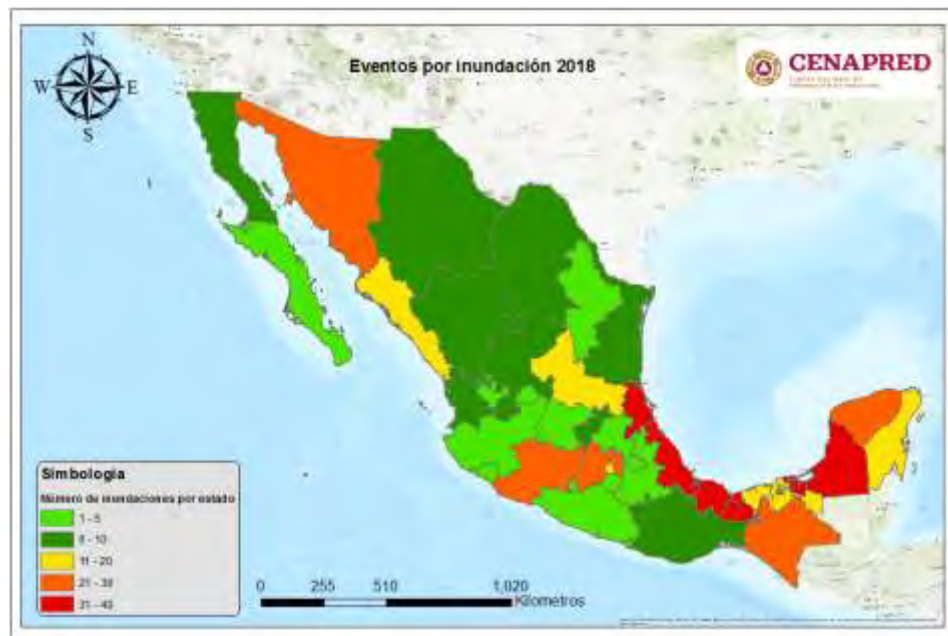 Eventos por inundación 2018
CENAPRED
N
W
E
S
Simbología
Número de inundaciones por estado
1 - 5
6 - 10
11 - 20
21 - 30
31 - 40
0 255 510 1,020
Kilometros